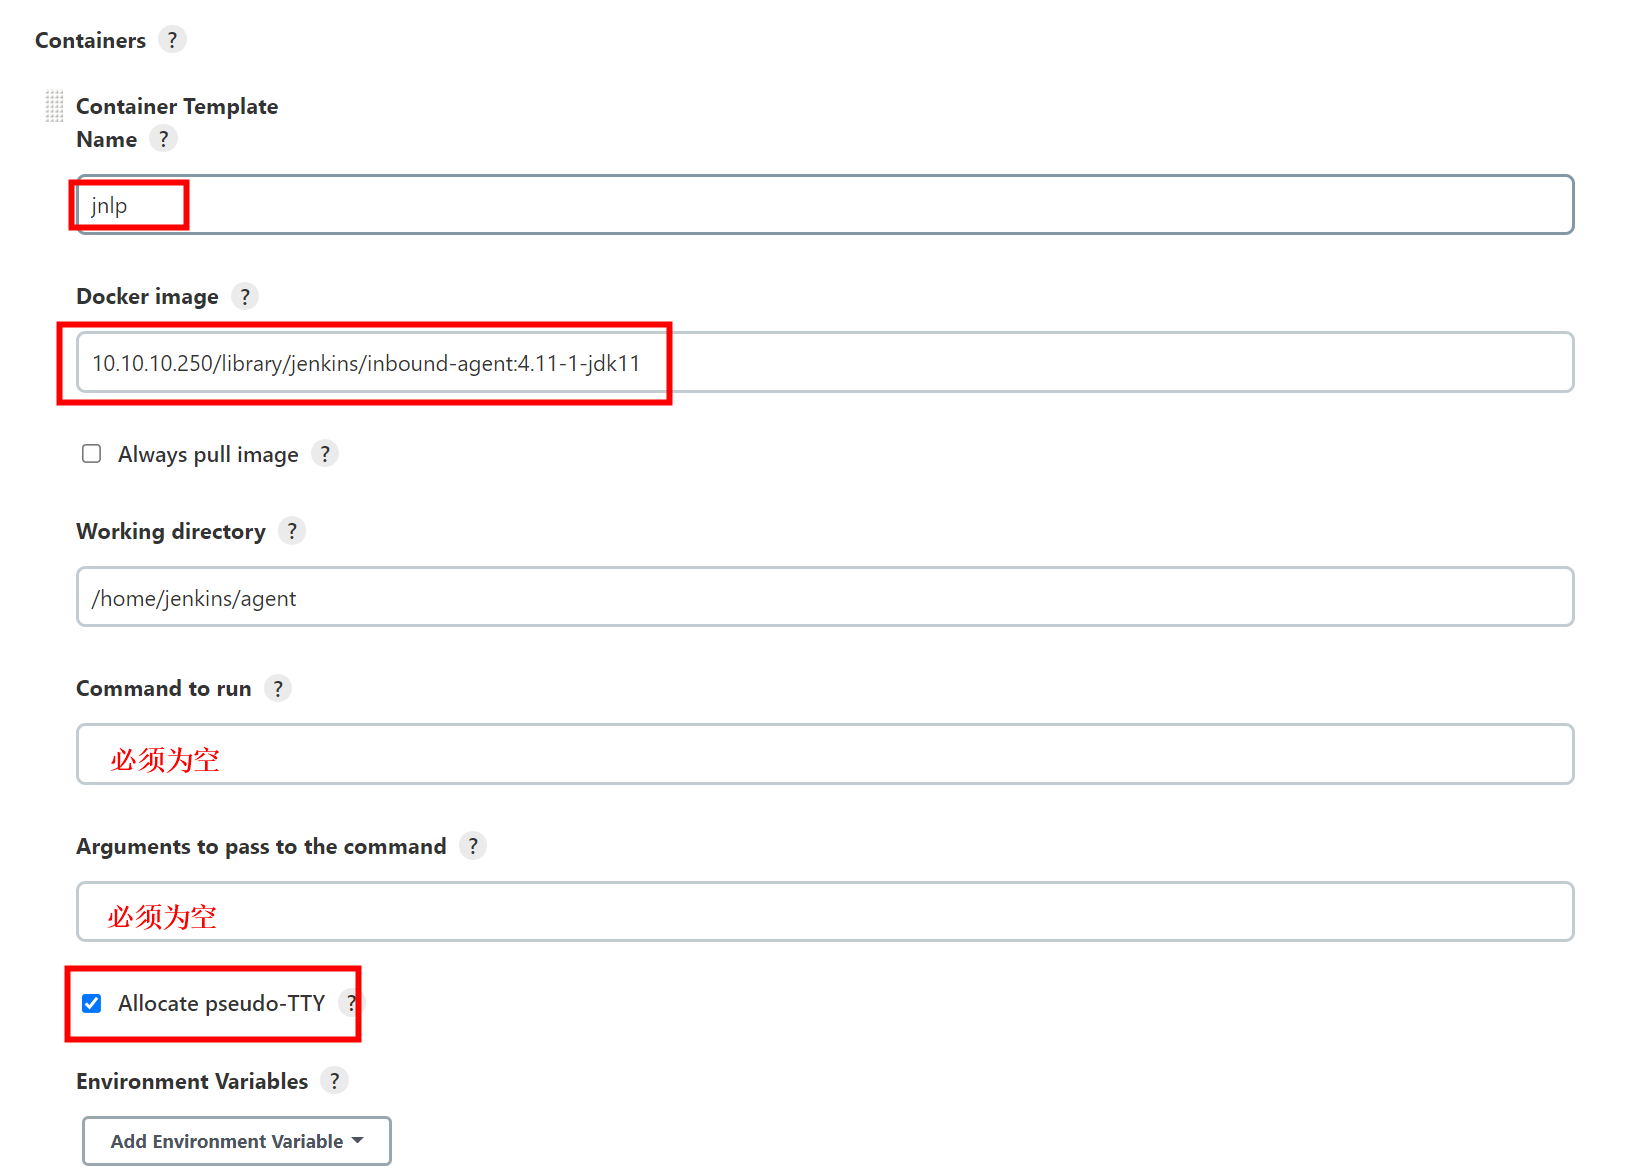 Containers ?
Container Template
Name ?
jnlp
Docker image ?
10.10.10.250/library/jenkins/inbound-agent:4.11-1-jdk11
Always pull image ?
Working directory ?
/home/jenkins/agent
Command to run ?
必须为空
Arguments to pass to the command ?
必须为空
Allocate pseudo-TTY ?
Environment Variables ?
Add Environment Variable